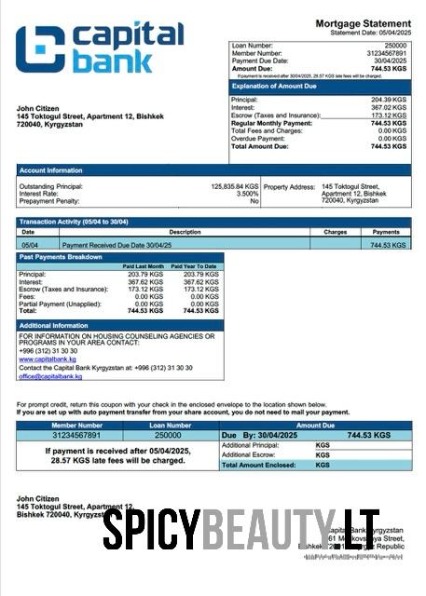 capital
bank
Mortgage Statement
Statement Date: 05/04/2025
Loan Number: 250000
Member Number: 31234567891
Payment Due Date: 30/04/2025
Amount Due: 744.53 KGS
If payment is received after 30/04/2025, 28.57 KGS late fees will be charged.
John Citizen
145 Toktogul Street, Apartment 12, Bishkek
720040, Kyrgyzstan
Explanation of Amount Due
Principal: 204.39 KGS
Interest: 367.02 KGS
Escrow (Taxes and Insurance): 173.12 KGS
Regular Monthly Payment: 744.53 KGS
Total Fees and Charges: 0.00 KGS
Overdue Payment: 0.00 KGS
Total Amount Due: 744.53 KGS
Account Information
Outstanding Principal: 125,835.84 KGS
Interest Rate: 3.500%
Prepayment Penalty: No
Property Address: 145 Toktogul Street,
Apartment 12, Bishkek
720040, Kyrgyzstan
Transaction Activity (05/04 to 30/04)
Date Description Charges Payments
05/04 Payment Received Due Date 30/04/25 744.53 KGS
Past Payments Breakdown
Paid Last Month Paid Year To Date
Principal: 203.79 KGS 203.79 KGS
Interest: 367.62 KGS 367.62 KGS
Escrow (Taxes and Insurance): 173.12 KGS 173.12 KGS
Fees: 0.00 KGS 0.00 KGS
Partial Payment (Unapplied): 0.00 KGS 0.00 KGS
Total: 744.53 KGS 744.53 KGS
Additional Information
FOR INFORMATION ON HOUSING COUNSELING AGENCIES OR
PROGRAMS IN YOUR AREA CONTACT:
+996 (312) 31 30 30
www.capitalbank.kg
Contact the Capital Bank Kyrgyzstan at: +996 (312) 31 30 30
office@capitalbank.kg
For prompt credit, return this coupon with check in the enclosed envelope to the location shown below.
If you are set up with auto payment transfer from your share account, you do not need to mail your payment.
Member Number Loan Number Amount Due
31234567891 250000 Due By: 30/04/2025 744.53 KGS
If payment is received after 05/04/2025,
28.57 KGS late fees will be charged.
Additional Principal: KGS
Additional Escrow: KGS
Total Amount Enclosed: KGS
John Citizen
145 Toktogul Street, Apartment 12,
Bishkek 720040, Kyrgyzstan
SPICYBEAUTY.LT
Republic